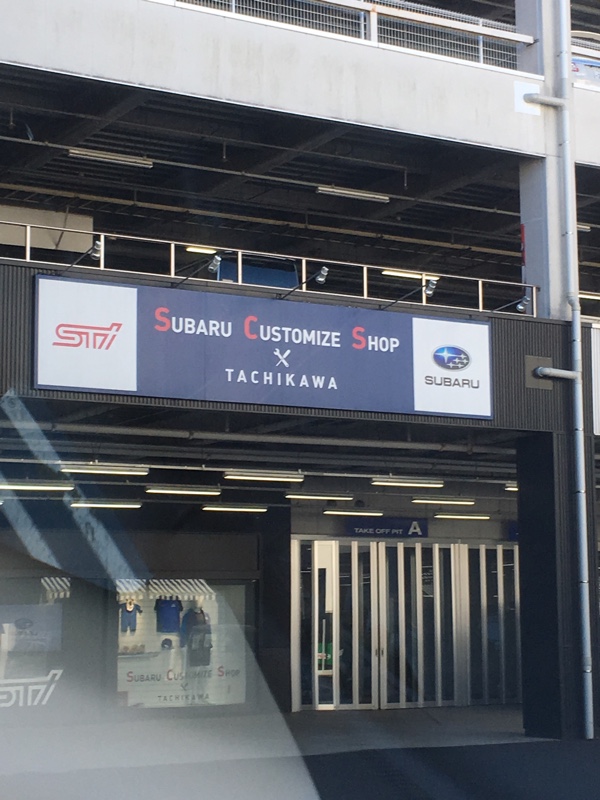 STI
SUBARU CUSTOMIZE SHOP
TACHIKAWA
SUBARU
TAKE OFF PIT A
SUBARU CUSTOMIZE SHOP
TACHIKAWA
STI